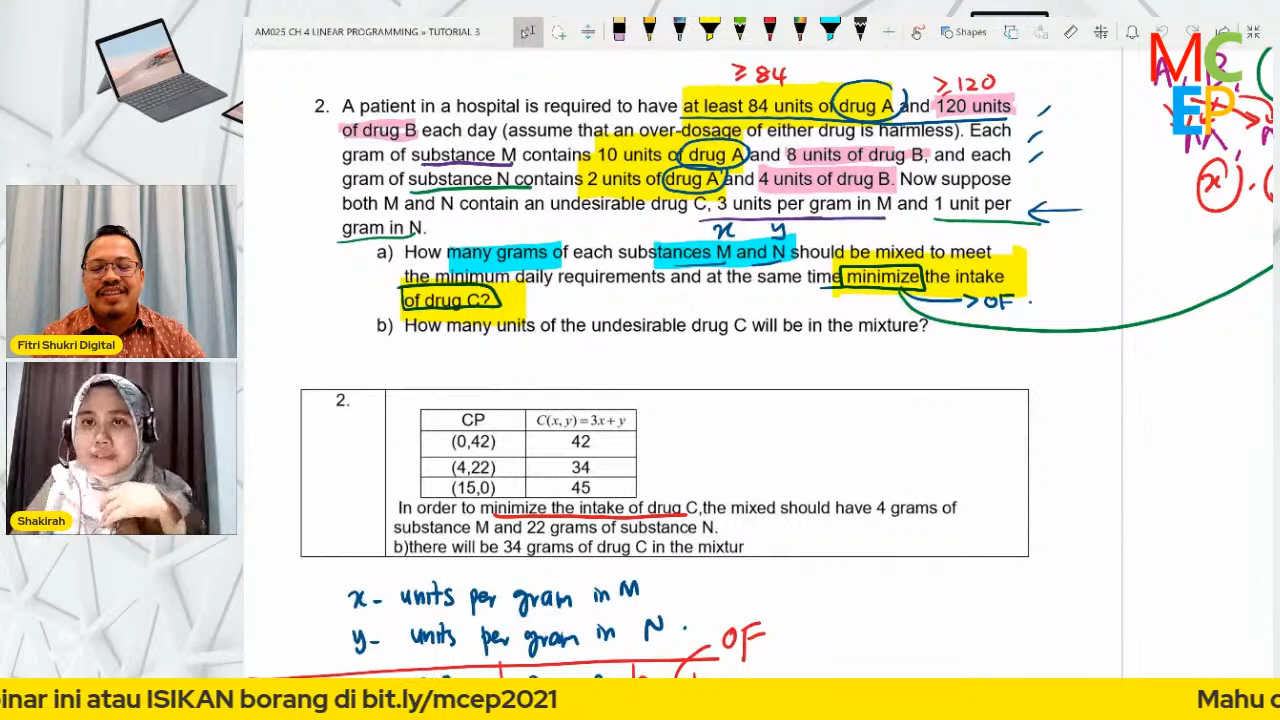 AM025 CH 4 LINEAR PROGRAMMING » TUTORIAL 3
Shapes
MC
EP
≥ 84
≥ 120
2. A patient in a hospital is required to have at least 84 units of drug A and 120 units
of drug B each day (assume that an over-dosage of either drug is harmless). Each
gram of substance M contains 10 units of drug A and 8 units of drug B, and each
gram of substance N contains 2 units of drug A and 4 units of drug B. Now suppose
both M and N contain an undesirable drug C, 3 units per gram in M and 1 unit per
gram in N.
x y
a) How many grams of each substances M and N should be mixed to meet
the minimum daily requirements and at the same time minimize the intake
of drug C?
> OF
b) How many units of the undesirable drug C will be in the mixture?
Fitri Shukri Digital
Shakirah
2.
CP C(x, y) = 3x + y
(0,42) 42
(4,22) 34
(15,0) 45
In order to minimize the intake of drug C,the mixed should have 4 grams of
substance M and 22 grams of substance N.
b)there will be 34 grams of drug C in the mixtur
x - units per gram in M
y - units per gram in N.
OF
inar ini atau ISIKAN borang di bit.ly/mcep2021
Mahu